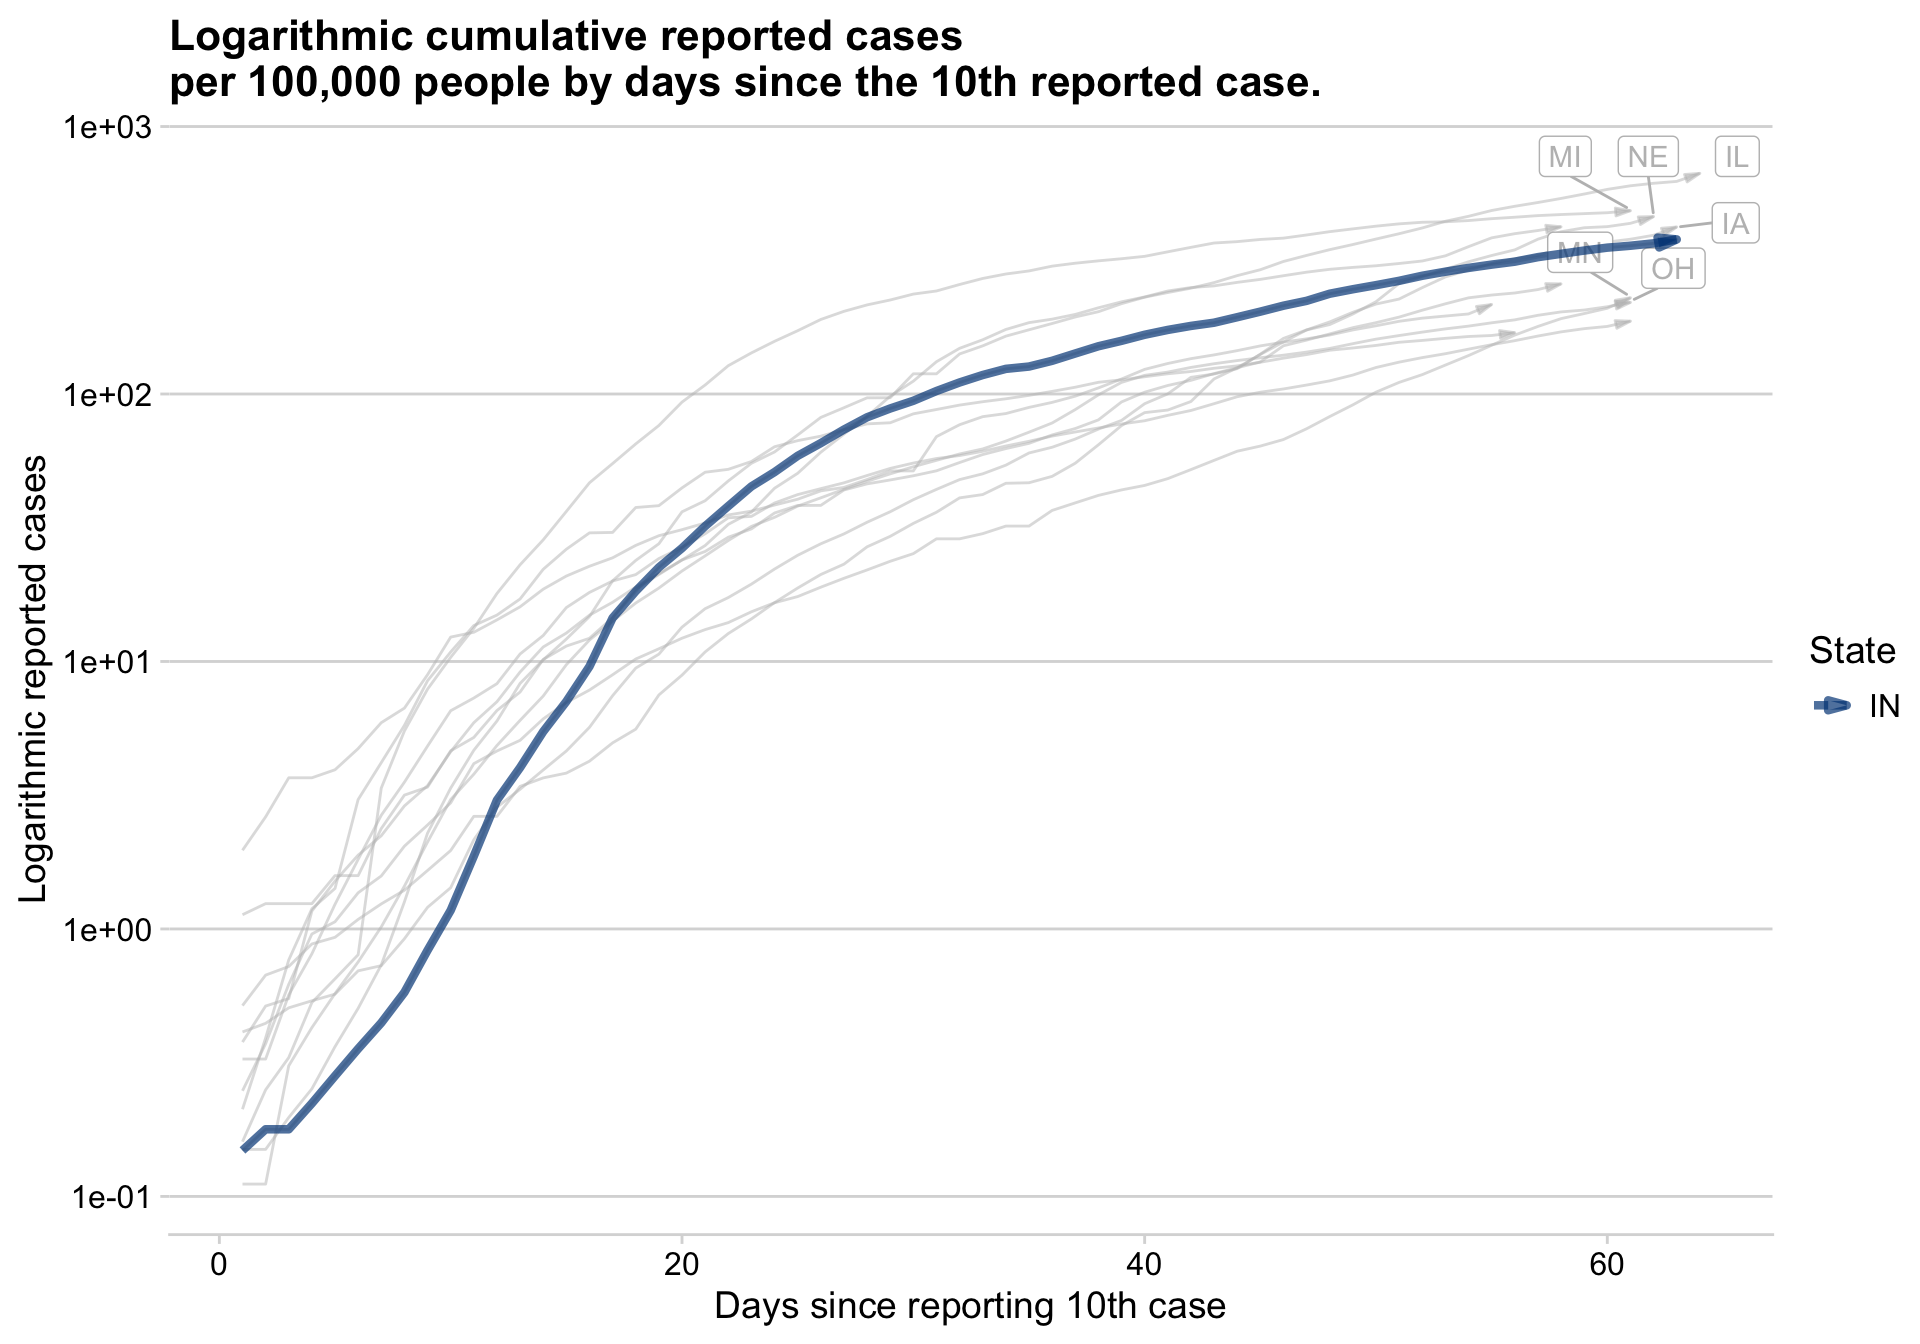 Logarithmic cumulative reported cases
per 100,000 people by days since the 10th reported case.
1e+03
1e+02
1e+01
1e+00
1e-01
Logarithmic reported cases
MI
NE
IL
IA
MN
OH
State
IN
0
20
40
60
Days since reporting 10th case